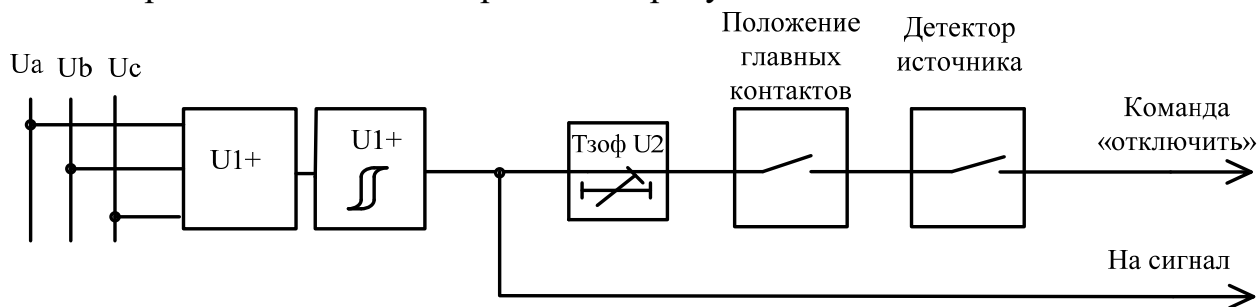 Положение
главных
контактов
Детектор
источника
Ua Ub Uc
U1+
U1+
Тзоф U2
Команда
«отключить»
На сигнал